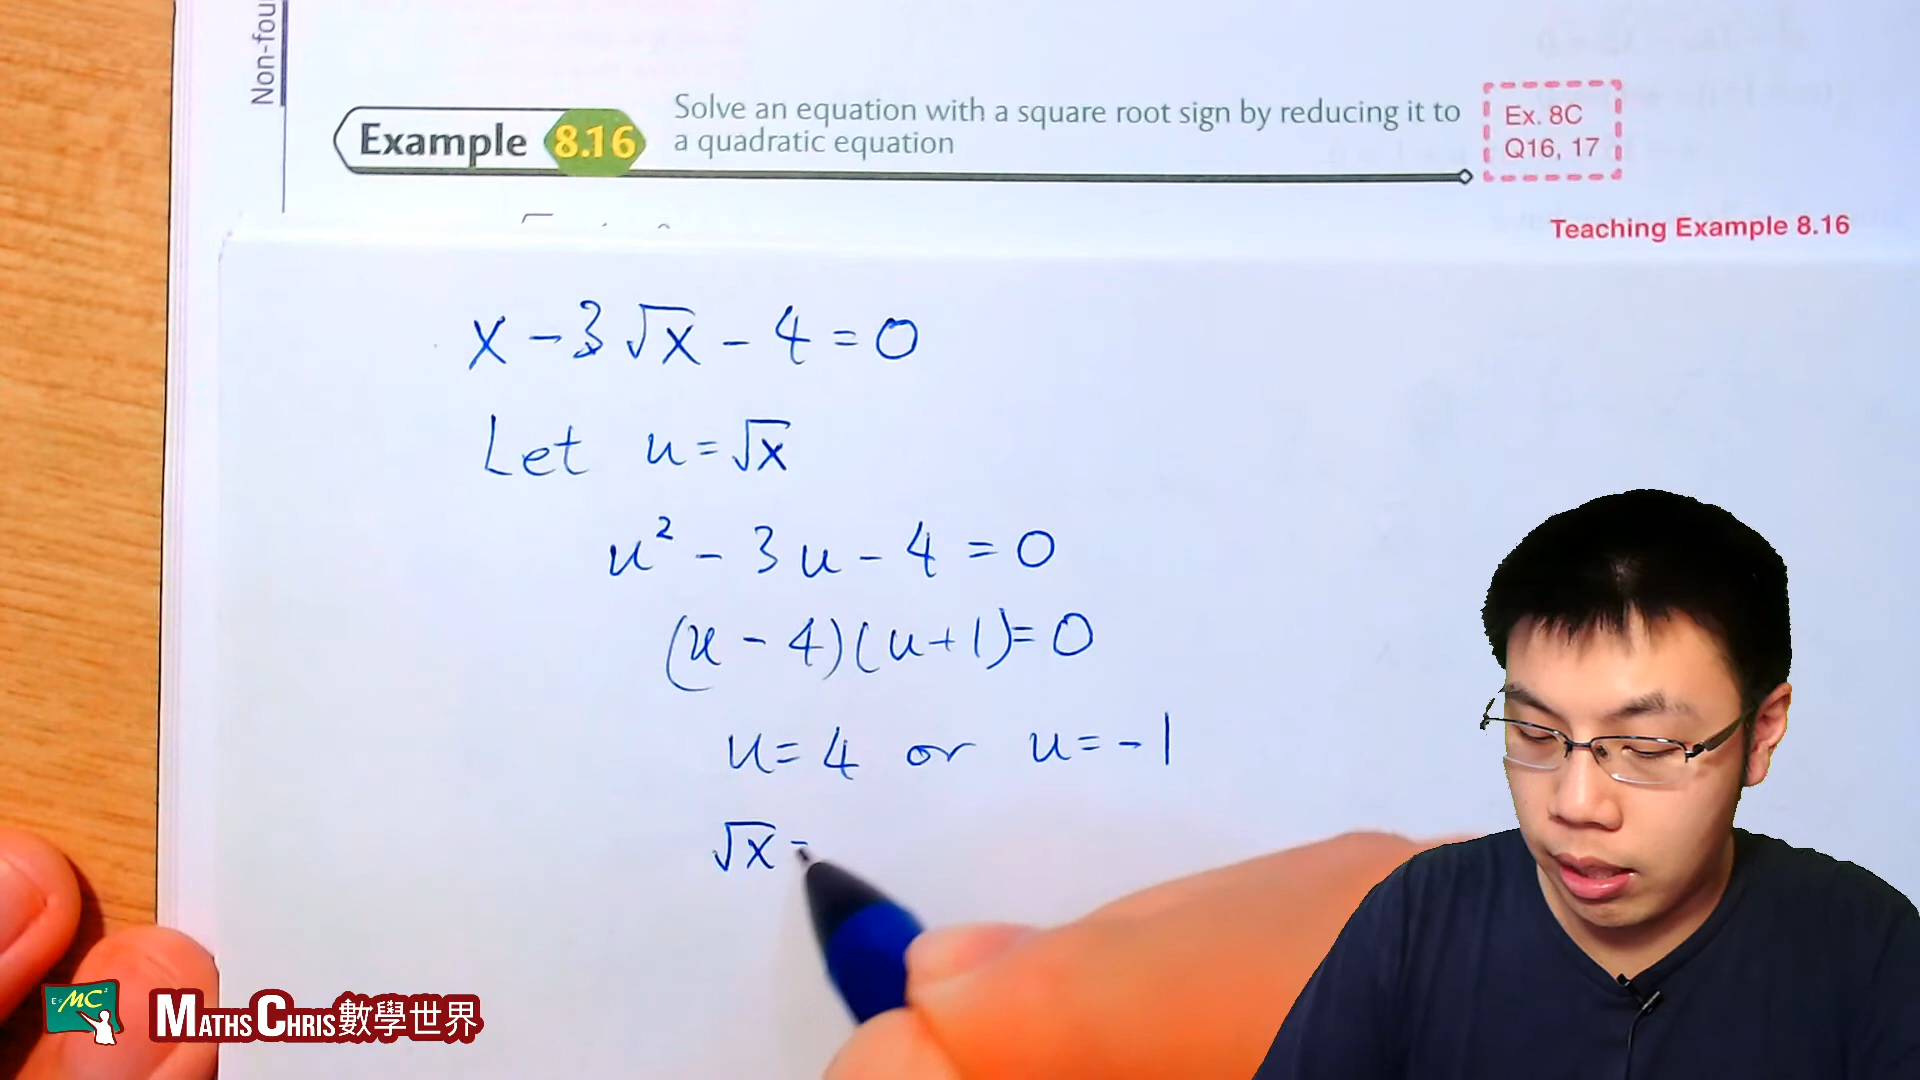 Non-fou
Example 8.16
Solve an equation with a square root sign by reducing it to
a quadratic equation
Ex. 8C
Q16, 17
Teaching Example 8.16
x - 3√x - 4 = 0
Let u = √x
u² - 3u - 4 = 0
(u - 4)(u + 1) = 0
u = 4 or u = -1
√x =
E=MC²
MATHS CHRIS數學世界